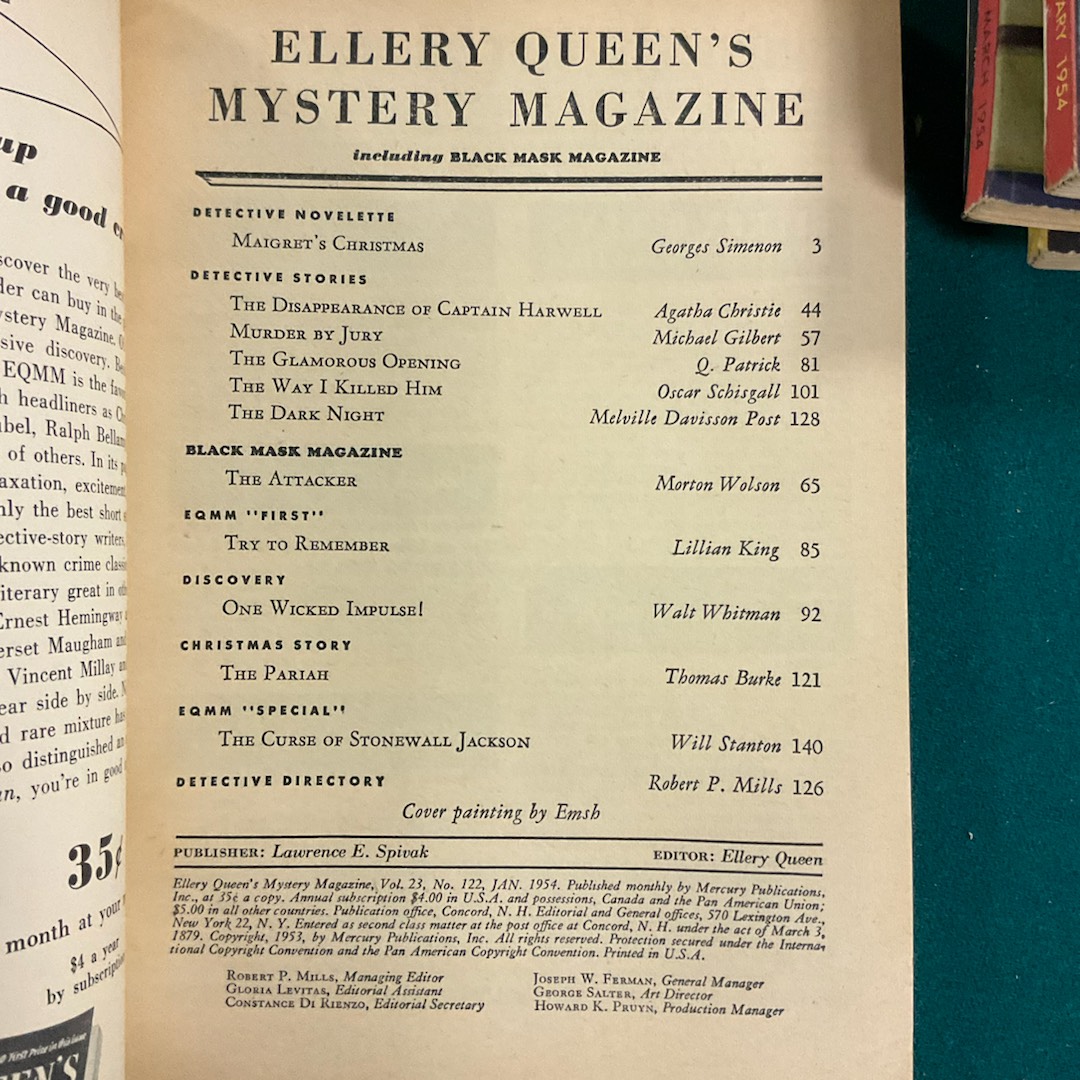 up
a good
scover the very
der can buy in the
ystery Magazine.
sive discovery.
EQMM is the
h headliners as
bel, Ralph Bellam
of others. In its
axation, excitement
nly the best short
ective-story writers,
known crime
iterary great in
Ernest Hemingway
erset Maugham
Vincent Millay
ear side by side.
d rare mixture has
so distinguished
an, you're in good
35¢
month at your
$4 a year
by subscription
ELLERY QUEEN'S
MYSTERY MAGAZINE
including BLACK MASK MAGAZINE
DETECTIVE NOVELETTE
Maigret's Christmas Georges Simenon 3
DETECTIVE STORIES
The Disappearance of Captain Harwell Agatha Christie 44
Murder by Jury Michael Gilbert 57
The Glamorous Opening Q. Patrick 81
The Way I Killed Him Oscar Schisgall 101
The Dark Night Melville Davisson Post 128
BLACK MASK MAGAZINE
The Attacker Morton Wolson 65
EQMM "FIRST"
Try to Remember Lillian King 85
DISCOVERY
One Wicked Impulse! Walt Whitman 92
CHRISTMAS STORY
The Pariah Thomas Burke 121
EQMM "SPECIAL"
The Curse of Stonewall Jackson Will Stanton 140
DETECTIVE DIRECTORY Robert P. Mills 126
Cover painting by Emsh
PUBLISHER: Lawrence E. Spivak EDITOR: Ellery Queen
Ellery Queen's Mystery Magazine, Vol. 23, No. 122, JAN. 1954. Published monthly by Mercury Publications,
Inc., at 35¢ a copy. Annual subscription $4.00 in U.S.A. and possessions, Canada and the Pan American Union;
$5.00 in all other countries. Publication office, Concord, N. H. Editorial and General offices, 570 Lexington Ave.,
New York 22, N. Y. Entered as second class matter at the post office at Concord, N. H. under the act of March 3,
1879. Copyright, 1953, by Mercury Publications, Inc. All rights reserved. Protection secured under the Interna-
tional Copyright Convention and the Pan American Copyright Convention. Printed in U.S.A.
Robert P. Mills, Managing Editor Joseph W. Ferman, General Manager
Gloria Levitas, Editorial Assistant George Salter, Art Director
Constance Di Rienzo, Editorial Secretary Howard K. Pruyn, Production Manager
MARCH 1954
ARY 1954
EEN'S